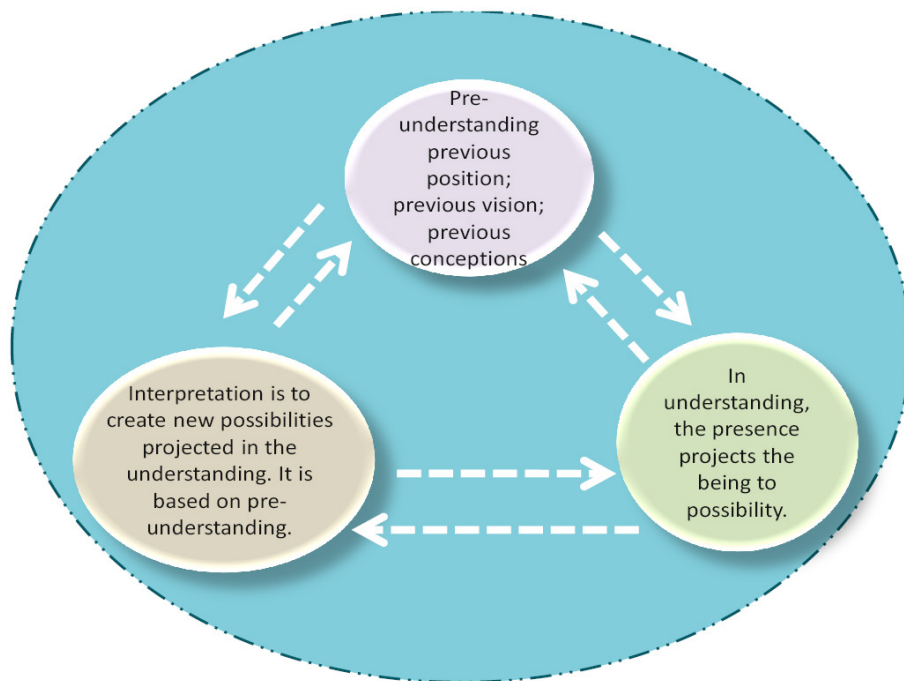 Pre-
understanding
previous
position;
previous vision;
previous
conceptions
Interpretation is to
create new possibilities
projected in the
understanding. It is
based on pre-
understanding.
In
understanding,
the presence
projects the
being to
possibility.